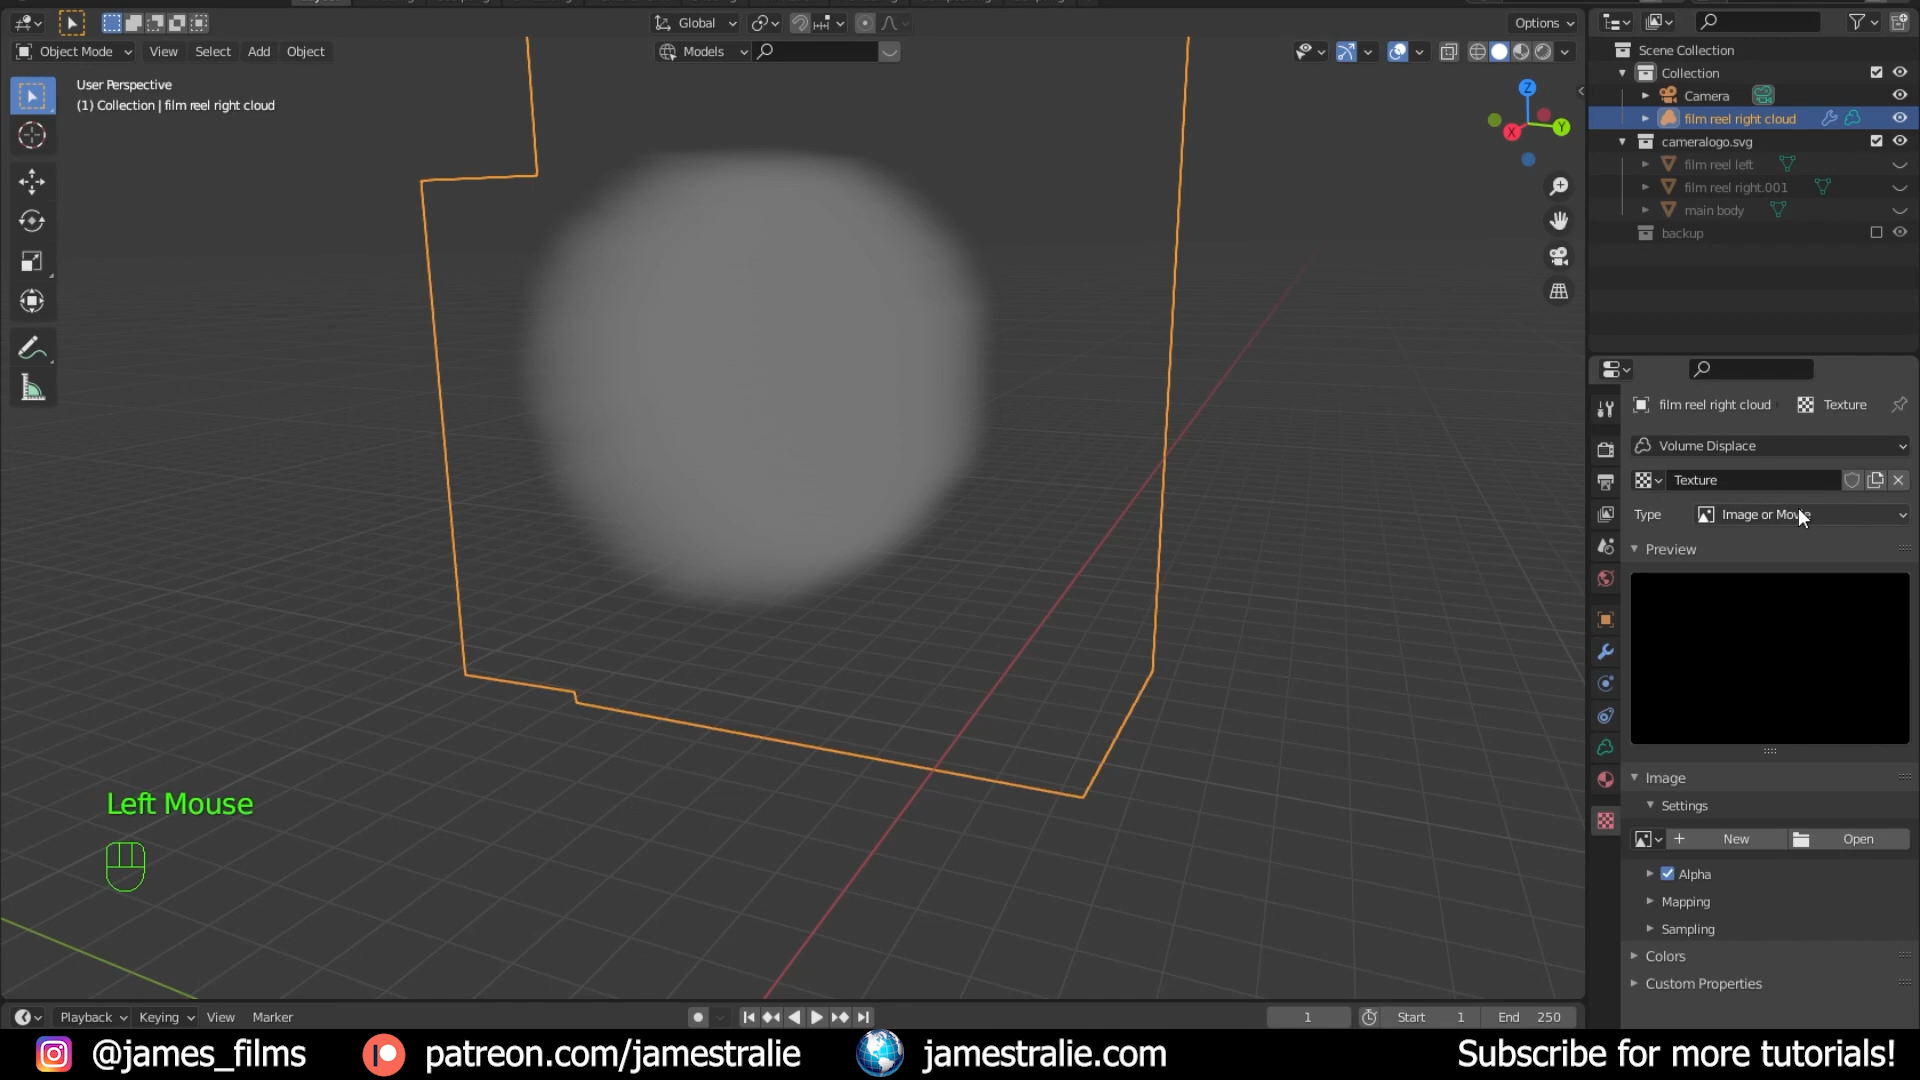 Global
Options
Object Mode
View
Select
Add
Object
Models
User Perspective
(1) Collection | film reel right cloud
Z
Y
X
Scene Collection
Collection
Camera
film reel right cloud
cameralogo.svg
film reel left
film reel right.001
main body
backup
film reel right cloud
Texture
Volume Displace
Texture
Type
Image or Movie
Preview
Image
Settings
New
Open
Alpha
Mapping
Sampling
Colors
Custom Properties
Left Mouse
Playback
Keying
View
Marker
1
Start 1
End 250
@james_films
patreon.com/jamestralie
jamestralie.com
Subscribe for more tutorials!